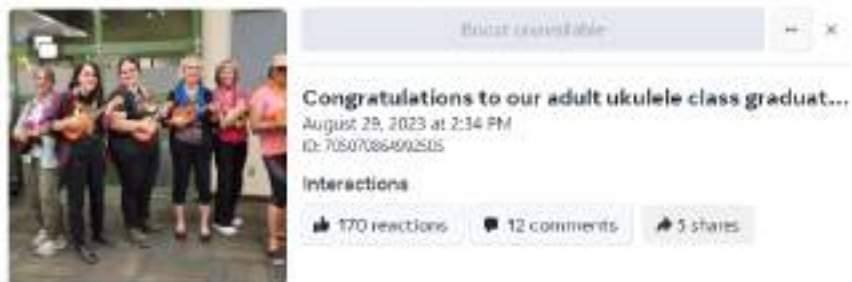 Boost unavailable
Congratulations to our adult ukulele class graduat...
August 29, 2023 at 2:34 PM
ID: 705070864992505
Interactions
170 reactions
12 comments
5 shares